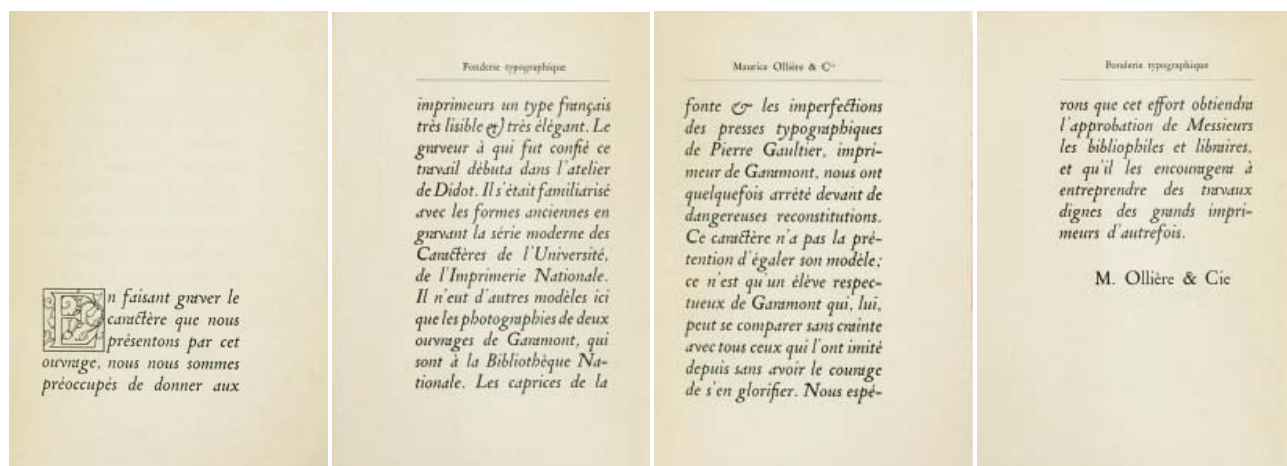 En faisant graver le
caractère que nous
présentons par cet
ouvrage, nous nous sommes
préoccupés de donner aux
Fonderie typographique
imprimeurs un type français
très lisible & très élégant. Le
graveur à qui fut confié ce
travail débuta dans l'atelier
de Didot. Il s'était familiarisé
avec les formes anciennes en
gravant la série moderne des
Caractères de l'Université,
de l'Imprimerie Nationale.
Il n'eut d'autres modèles ici
que les photographies de deux
ouvrages de Garamont, qui
sont à la Bibliothèque Na-
tionale. Les caprices de la
Maurice Ollière & Cie
fonte & les imperfections
des presses typographiques
de Pierre Gaultier, impri-
meur de Garamont, nous ont
quelquefois arrêté devant de
dangereuses reconstitutions.
Ce caractère n'a pas la pré-
tention d'égaler son modèle;
ce n'est qu'un élève respec-
tueux de Garamont qui, lui,
peut se comparer sans crainte
avec tous ceux qui l'ont imité
depuis sans avoir le courage
de s'en glorifier. Nous espé-
Fonderie typographique
rons que cet effort obtiendra
l'approbation de Messieurs
les bibliophiles et libraires,
et qu'il les encouragera à
entreprendre des travaux
dignes des grands impri-
meurs d'autrefois.
M. Ollière & Cie